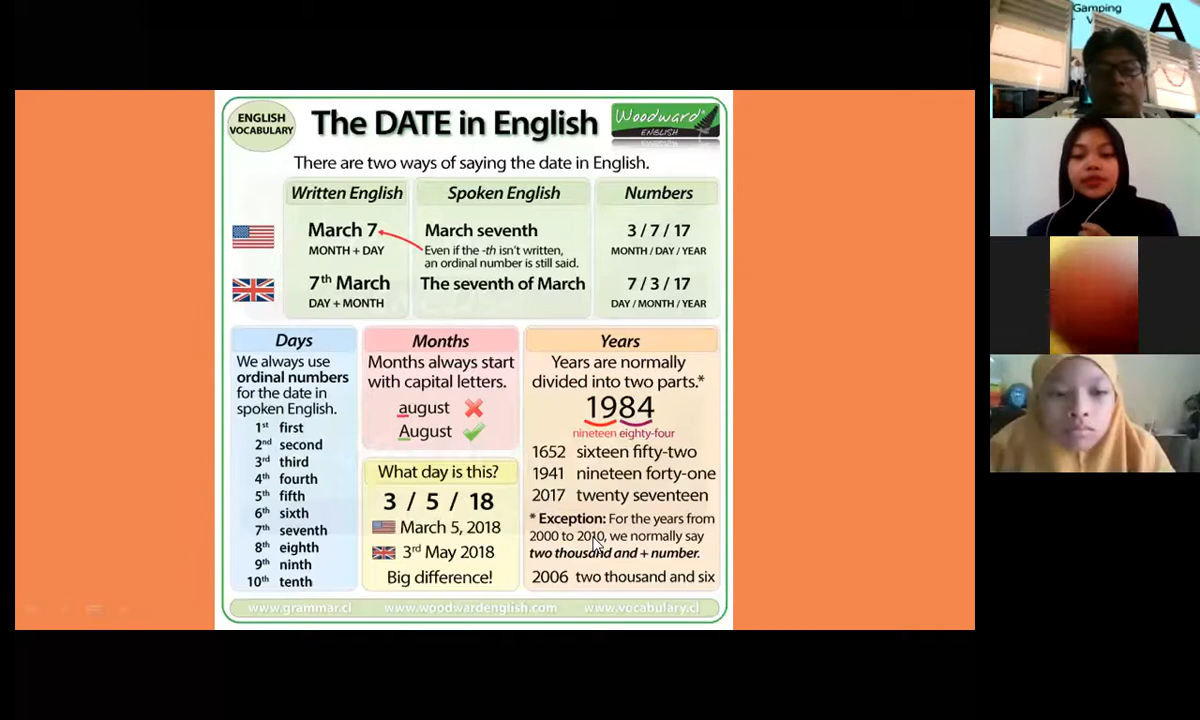 ENGLISH
VOCABULARY
The DATE in English
Woodward®
ENGLISH
There are two ways of saying the date in English.
Written English
Spoken English
Numbers
March 7
MONTH + DAY
March seventh
Even if the -th isn't written,
an ordinal number is still said.
3 / 7 / 17
MONTH / DAY / YEAR
7th March
DAY + MONTH
The seventh of March
7 / 3 / 17
DAY / MONTH / YEAR
Days
We always use
ordinal numbers
for the date in
spoken English.
1st first
2nd second
3rd third
4th fourth
5th fifth
6th sixth
7th seventh
8th eighth
9th ninth
10th tenth
Months
Months always start
with capital letters.
august
August
What day is this?
3 / 5 / 18
March 5, 2018
3rd May 2018
Big difference!
Years
Years are normally
divided into two parts.*
1984
nineteen eighty-four
1652 sixteen fifty-two
1941 nineteen forty-one
2017 twenty seventeen
* Exception: For the years from
2000 to 2010, we normally say
two thousand and + number.
2006 two thousand and six
www.grammar.cl www.woodwardenglish.com www.vocabulary.cl
Gamping
A